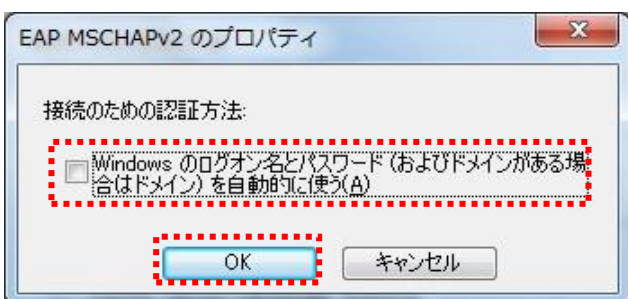 EAP MSCHAPv2 のプロパティ
接続のための認証方法:
Windows のログオン名とパスワード (およびドメインがある場
合はドメイン) を自動的に使う(A)
OK
キャンセル